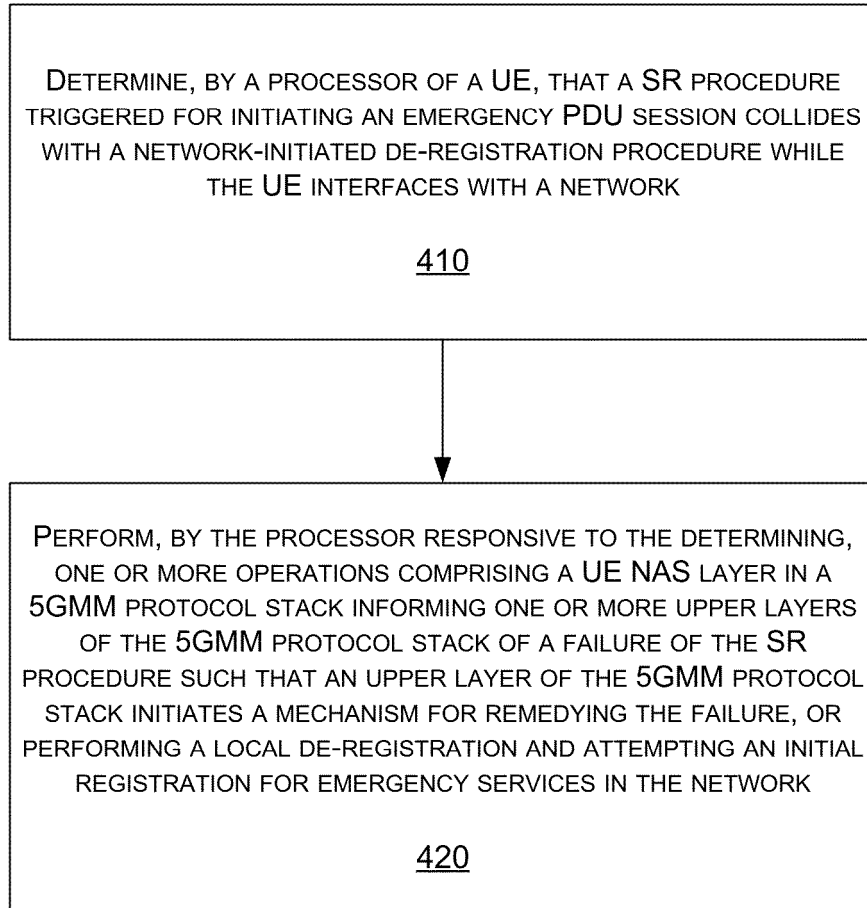 DETERMINE, BY A PROCESSOR OF A UE, THAT A SR PROCEDURE
TRIGGERED FOR INITIATING AN EMERGENCY PDU SESSION COLLIDES
WITH A NETWORK-INITIATED DE-REGISTRATION PROCEDURE WHILE
THE UE INTERFACES WITH A NETWORK
410
PERFORM, BY THE PROCESSOR RESPONSIVE TO THE DETERMINING,
ONE OR MORE OPERATIONS COMPRISING A UE NAS LAYER IN A
5GMM PROTOCOL STACK INFORMING ONE OR MORE UPPER LAYERS
OF THE 5GMM PROTOCOL STACK OF A FAILURE OF THE SR
PROCEDURE SUCH THAT AN UPPER LAYER OF THE 5GMM PROTOCOL
STACK INITIATES A MECHANISM FOR REMEDYING THE FAILURE, OR
PERFORMING A LOCAL DE-REGISTRATION AND ATTEMPTING AN INITIAL
REGISTRATION FOR EMERGENCY SERVICES IN THE NETWORK
420